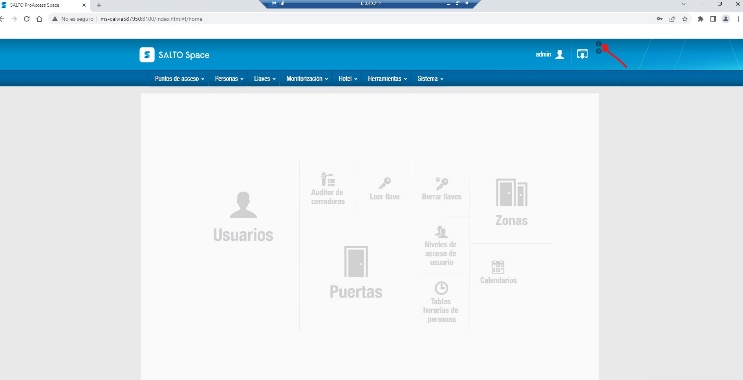 SALTO ProAccess Space
No es seguro
/index.html#!/home
SALTO Space
admin
Puntos de acceso
Personas
Llaves
Monitorización
Hotel
Herramientas
Sistema
Usuarios
Auditor de
cerraduras
Leer llave
Borrar llaves
Zonas
Puertas
Niveles de
acceso de
usuario
Calendarios
Tablas
horarias de
personas